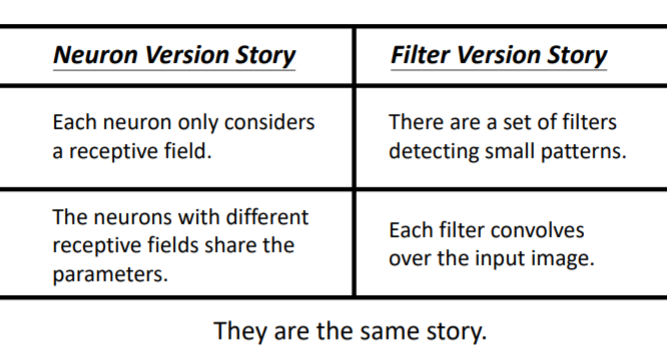 Neuron Version Story
Filter Version Story
Each neuron only considers
a receptive field.
There are a set of filters
detecting small patterns.
The neurons with different
receptive fields share the
parameters.
Each filter convolves
over the input image.
They are the same story.